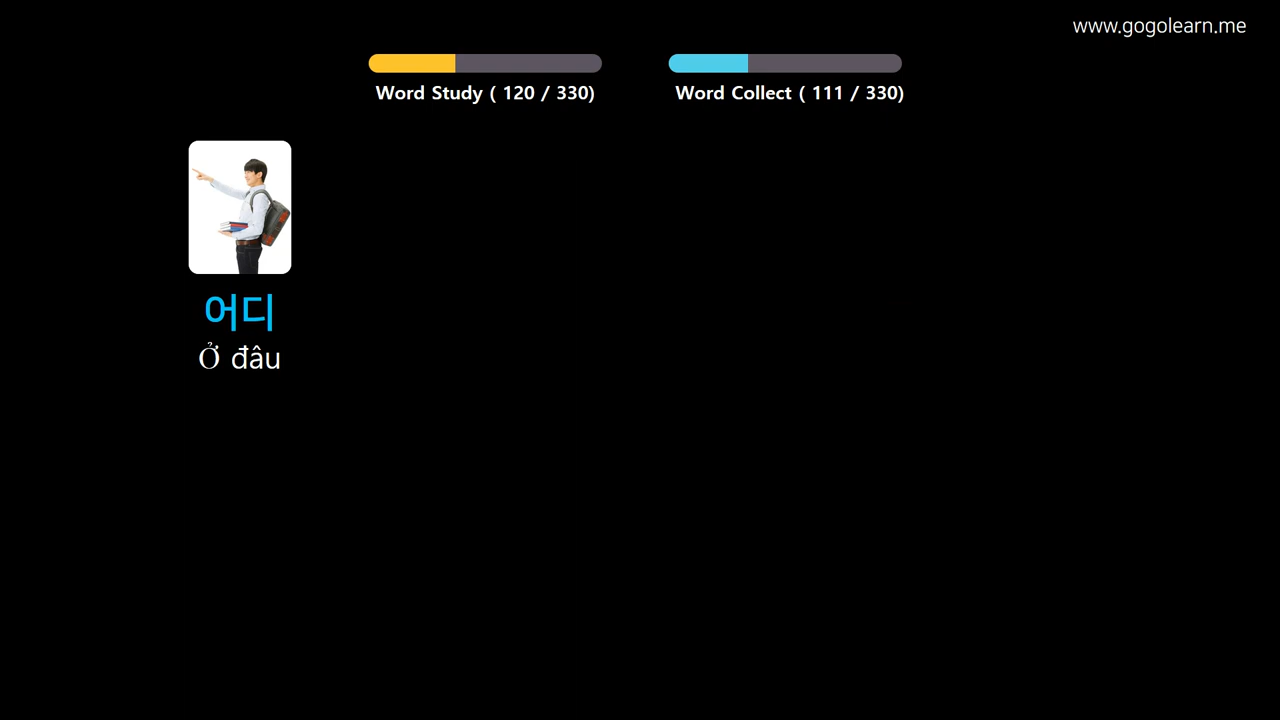 www.gogolearn.me
Word Study ( 120 / 330)
Word Collect ( 111 / 330)
어디
Ở đâu